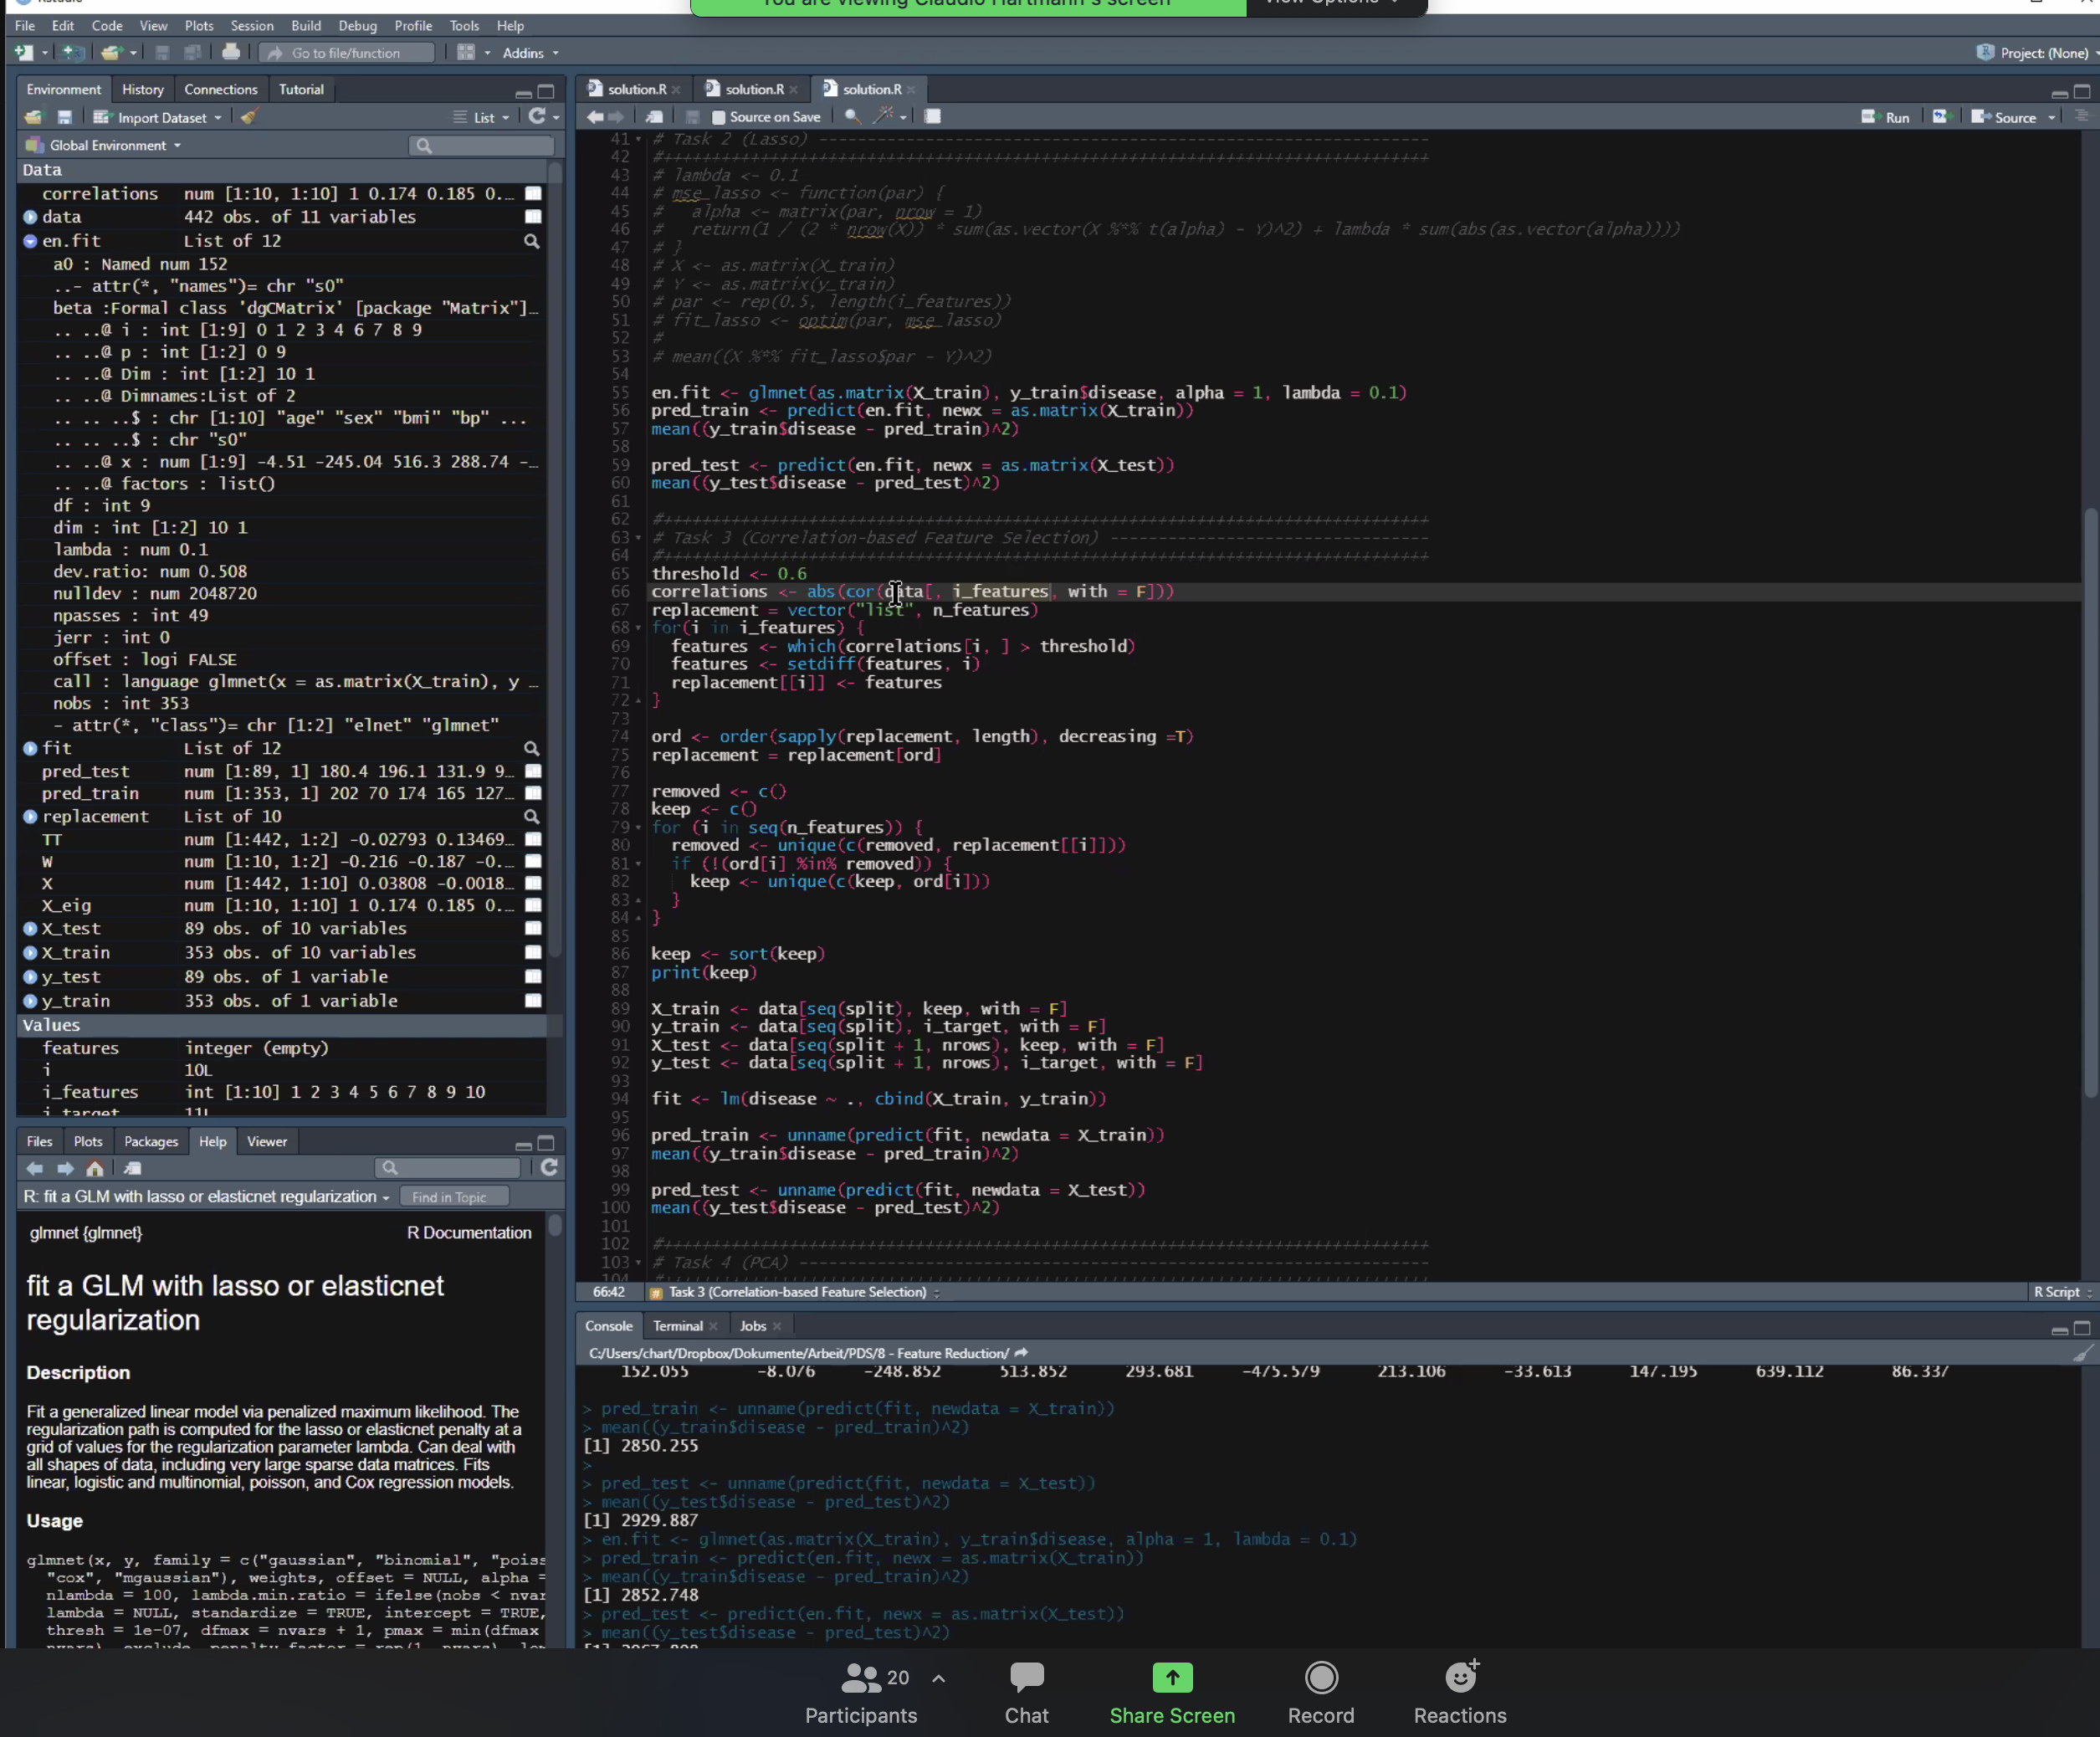 You are viewing Claudio Hartmann's screen
View Options
File Edit Code View Plots Session Build Debug Profile Tools Help
Go to file/function
Addins
Project: (None)
Environment History Connections Tutorial
Import Dataset
List
Global Environment
Data
correlations num [1:10, 1:10] 1 0.174 0.185 0.…
data 442 obs. of 11 variables
en.fit List of 12
a0 : Named num 152
..- attr(*, "names")= chr "s0"
beta :Formal class 'dgCMatrix' [package "Matrix"]…
.. ..@ i : int [1:9] 0 1 2 3 4 6 7 8 9
.. ..@ p : int [1:2] 0 9
.. ..@ Dim : int [1:2] 10 1
.. ..@ Dimnames:List of 2
.. .. ..$ : chr [1:10] "age" "sex" "bmi" "bp" ...
.. .. ..$ : chr "s0"
.. ..@ x : num [1:9] -4.51 -245.04 516.3 288.74 -…
.. ..@ factors : list()
df : int 9
dim : int [1:2] 10 1
lambda : num 0.1
dev.ratio: num 0.508
nulldev : num 2048720
npasses : int 49
jerr : int 0
offset : logi FALSE
call : language glmnet(x = as.matrix(X_train), y …
nobs : int 353
- attr(*, "class")= chr [1:2] "elnet" "glmnet"
fit List of 12
pred_test num [1:89, 1] 180.4 196.1 131.9 9…
pred_train num [1:353, 1] 202 70 174 165 127…
replacement List of 10
TT num [1:442, 1:2] -0.02793 0.13469…
W num [1:10, 1:2] -0.216 -0.187 -0.…
X num [1:442, 1:10] 0.03808 -0.0018…
X_eig num [1:10, 1:10] 1 0.174 0.185 0.…
X_test 89 obs. of 10 variables
X_train 353 obs. of 10 variables
y_test 89 obs. of 1 variable
y_train 353 obs. of 1 variable
Values
features integer (empty)
i 10L
i_features int [1:10] 1 2 3 4 5 6 7 8 9 10
i_target 11L
Files Plots Packages Help Viewer
R: fit a GLM with lasso or elasticnet regularization
Find in Topic
glmnet {glmnet} R Documentation
fit a GLM with lasso or elasticnet
regularization
Description
Fit a generalized linear model via penalized maximum likelihood. The
regularization path is computed for the lasso or elasticnet penalty at a
grid of values for the regularization parameter lambda. Can deal with
all shapes of data, including very large sparse data matrices. Fits
linear, logistic and multinomial, poisson, and Cox regression models.
Usage
glmnet(x, y, family = c("gaussian", "binomial", "poiss
"cox", "mgaussian"), weights, offset = NULL, alpha =
nlambda = 100, lambda.min.ratio = ifelse(nobs < nvar
lambda = NULL, standardize = TRUE, intercept = TRUE,
thresh = 1e-07, dfmax = nvars + 1, pmax = min(dfmax
solution.R solution.R solution.R
Source on Save
Run
Source
41 # Task 2 (Lasso) ----------------------------------------------------------------
42 #++++++++++++++++++++++++++++++++++++++++++++++++++++++++++++++++++++++++++++++++
43 # lambda <- 0.1
44 # mse_lasso <- function(par) {
45 #   alpha <- matrix(par, nrow = 1)
46 #   return(1 / (2 * nrow(X)) * sum(as.vector(X %*% t(alpha) - Y)^2) + lambda * sum(abs(as.vector(alpha))))
47 # }
48 # X <- as.matrix(X_train)
49 # Y <- as.matrix(y_train)
50 # par <- rep(0.5, length(i_features))
51 # fit_lasso <- optim(par, mse_lasso)
52 #
53 # mean((X %*% fit_lasso$par - Y)^2)
54
55 en.fit <- glmnet(as.matrix(X_train), y_train$disease, alpha = 1, lambda = 0.1)
56 pred_train <- predict(en.fit, newx = as.matrix(X_train))
57 mean((y_train$disease - pred_train)^2)
58
59 pred_test <- predict(en.fit, newx = as.matrix(X_test))
60 mean((y_test$disease - pred_test)^2)
61
62 #++++++++++++++++++++++++++++++++++++++++++++++++++++++++++++++++++++++++++++++++
63 # Task 3 (Correlation-based Feature Selection) ---------------------------------
64 #++++++++++++++++++++++++++++++++++++++++++++++++++++++++++++++++++++++++++++++++
65 threshold <- 0.6
66 correlations <- abs(cor(data[, i_features, with = F]))
67 replacement = vector("list", n_features)
68 for(i in i_features) {
69   features <- which(correlations[i, ] > threshold)
70   features <- setdiff(features, i)
71   replacement[[i]] <- features
72 }
73
74 ord <- order(sapply(replacement, length), decreasing =T)
75 replacement = replacement[ord]
76
77 removed <- c()
78 keep <- c()
79 for (i in seq(n_features)) {
80   removed <- unique(c(removed, replacement[[i]]))
81   if (!(ord[i] %in% removed)) {
82     keep <- unique(c(keep, ord[i]))
83   }
84 }
85
86 keep <- sort(keep)
87 print(keep)
88
89 X_train <- data[seq(split), keep, with = F]
90 y_train <- data[seq(split), i_target, with = F]
91 X_test <- data[seq(split + 1, nrows), keep, with = F]
92 y_test <- data[seq(split + 1, nrows), i_target, with = F]
93
94 fit <- lm(disease ~ ., cbind(X_train, y_train))
95
96 pred_train <- unname(predict(fit, newdata = X_train))
97 mean((y_train$disease - pred_train)^2)
98
99 pred_test <- unname(predict(fit, newdata = X_test))
100 mean((y_test$disease - pred_test)^2)
101
102 #++++++++++++++++++++++++++++++++++++++++++++++++++++++++++++++++++++++++++++++++
103 # Task 4 (PCA) -----------------------------------------------------------------
104
66:42 # Task 3 (Correlation-based Feature Selection) R Script
Console Terminal Jobs
C:/Users/chart/Dropbox/Dokumente/Arbeit/PDS/8 - Feature Reduction/
152.055 -8.076 -248.852 513.852 293.681 -475.579 213.106 -33.613 147.195 639.112 86.337
> pred_train <- unname(predict(fit, newdata = X_train))
> mean((y_train$disease - pred_train)^2)
[1] 2850.255
>
> pred_test <- unname(predict(fit, newdata = X_test))
> mean((y_test$disease - pred_test)^2)
[1] 2929.887
> en.fit <- glmnet(as.matrix(X_train), y_train$disease, alpha = 1, lambda = 0.1)
> pred_train <- predict(en.fit, newx = as.matrix(X_train))
> mean((y_train$disease - pred_train)^2)
[1] 2852.748
> pred_test <- predict(en.fit, newx = as.matrix(X_test))
> mean((y_test$disease - pred_test)^2)
20
Participants Chat Share Screen Record Reactions